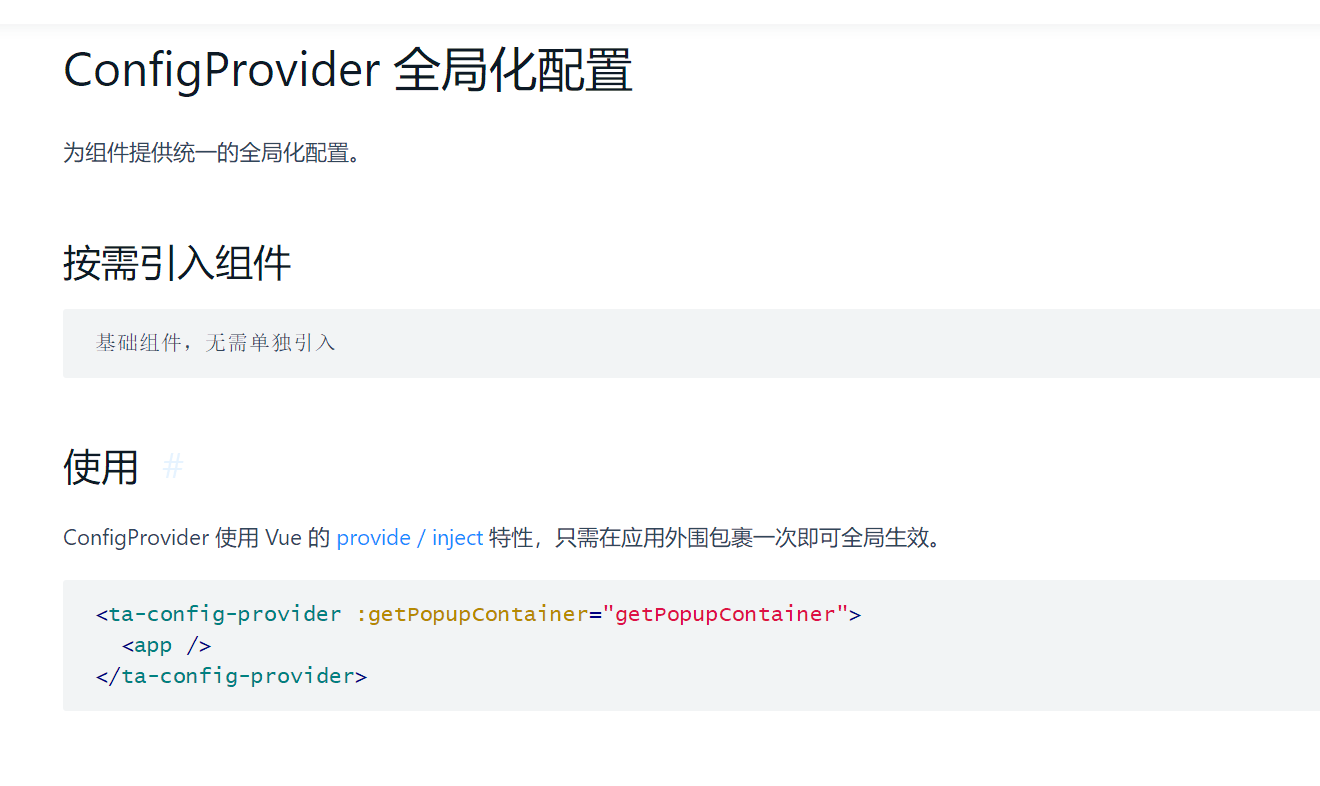 ConfigProvider 全局化配置
为组件提供统一的全局化配置。
按需引入组件
基础组件，无需单独引入
使用 #
ConfigProvider 使用 Vue 的 provide / inject 特性，只需在应用外围包裹一次即可全局生效。
<ta-config-provider :getPopupContainer="getPopupContainer">
  <app />
</ta-config-provider>